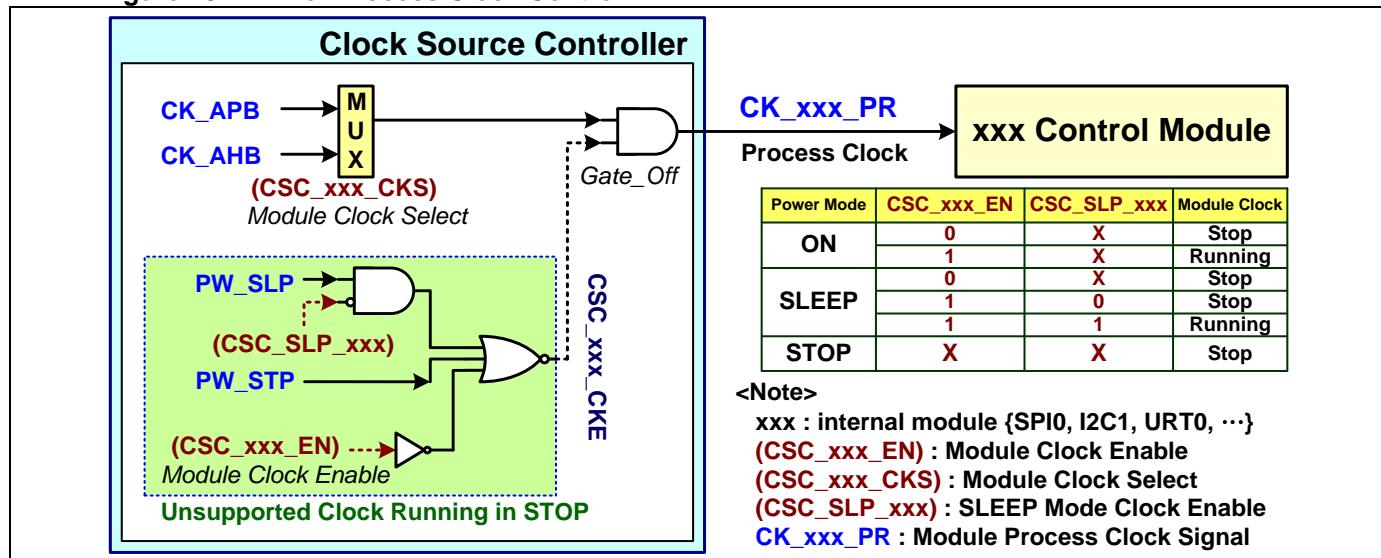 Clock Source Controller
CK_APB
CK_AHB
M
U
X
(CSC_xxx_CKS)
Module Clock Select
Gate_Off
PW_SLP
(CSC_SLP_xxx)
PW_STP
(CSC_xxx_EN)
Module Clock Enable
Unsupported Clock Running in STOP
CSC_xxx_CKE
CK_xxx_PR
Process Clock
xxx Control Module
Power Mode CSC_xxx_EN CSC_SLP_xxx Module Clock
ON 0 X Stop
1 X Running
SLEEP 0 X Stop
1 0 Stop
1 1 Running
STOP X X Stop
<Note>
xxx : internal module {SPI0, I2C1, URT0, ⋯}
(CSC_xxx_EN) : Module Clock Enable
(CSC_xxx_CKS) : Module Clock Select
(CSC_SLP_xxx) : SLEEP Mode Clock Enable
CK_xxx_PR : Module Process Clock Signal